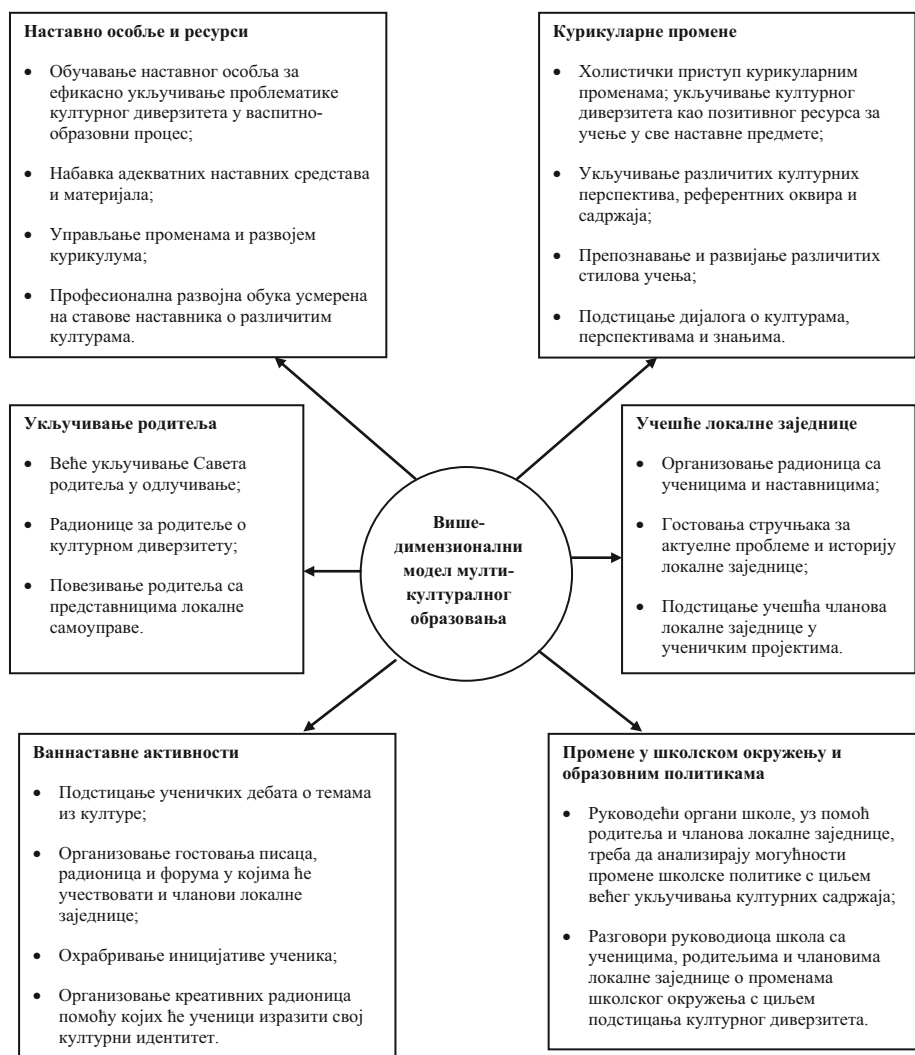 Наставно особље и ресурси
• Обучавање наставног особља за
ефикасно укључивање проблематике
културног диверзитета у васпитно-
образовни процес;
• Набавка адекватних наставних средстава
и материјала;
• Управљање променама и развојем
курикулума;
• Професионална развојна обука усмерена
на ставове наставника о различитим
културама.
Курикуларне промене
• Холистички приступ курикуларним
променама; укључивање културног
диверзитета као позитивног ресурса за
учење у све наставне предмете;
• Укључивање различитих културних
перспектива, референтних оквира и
садржаја;
• Препознавање и развијање различитих
стилова учења;
• Подстицање дијалога о културама,
перспективама и знањима.
Укључивање родитеља
• Веће укључивање Савета
родитеља у одлучивање;
• Радионице за родитеље о
културном диверзитету;
• Повезивање родитеља са
представницима локалне
самоуправе.
Више-
димензионални
модел мулти-
културалног
образовања
Учешће локалне заједнице
• Организовање радионица са
ученицима и наставницима;
• Гостовања стручњака за
актуелне проблеме и историју
локалне заједнице;
• Подстицање учешћа чланова
локалне заједнице у
ученичким пројектима.
Ваннаставне активности
• Подстицање ученичких дебата о темама
из културе;
• Организовање гостовања писаца,
радионица и форума у којима ће
учествовати и чланови локалне
заједнице;
• Охрабривање иницијативе ученика;
• Организовање креативних радионица
помоћу којих ће ученици изразити свој
културни идентитет.
Промене у школском окружењу и
образовним политикама
• Руководећи органи школе, уз помоћ
родитеља и чланова локалне заједнице,
треба да анализирају могућности
промене школске политике с циљем
већег укључивања културних садржаја;
• Разговори руководиоца школа са
ученицима, родитељима и члановима
локалне заједнице о променама
школског окружења с циљем
подстицања културног диверзитета.